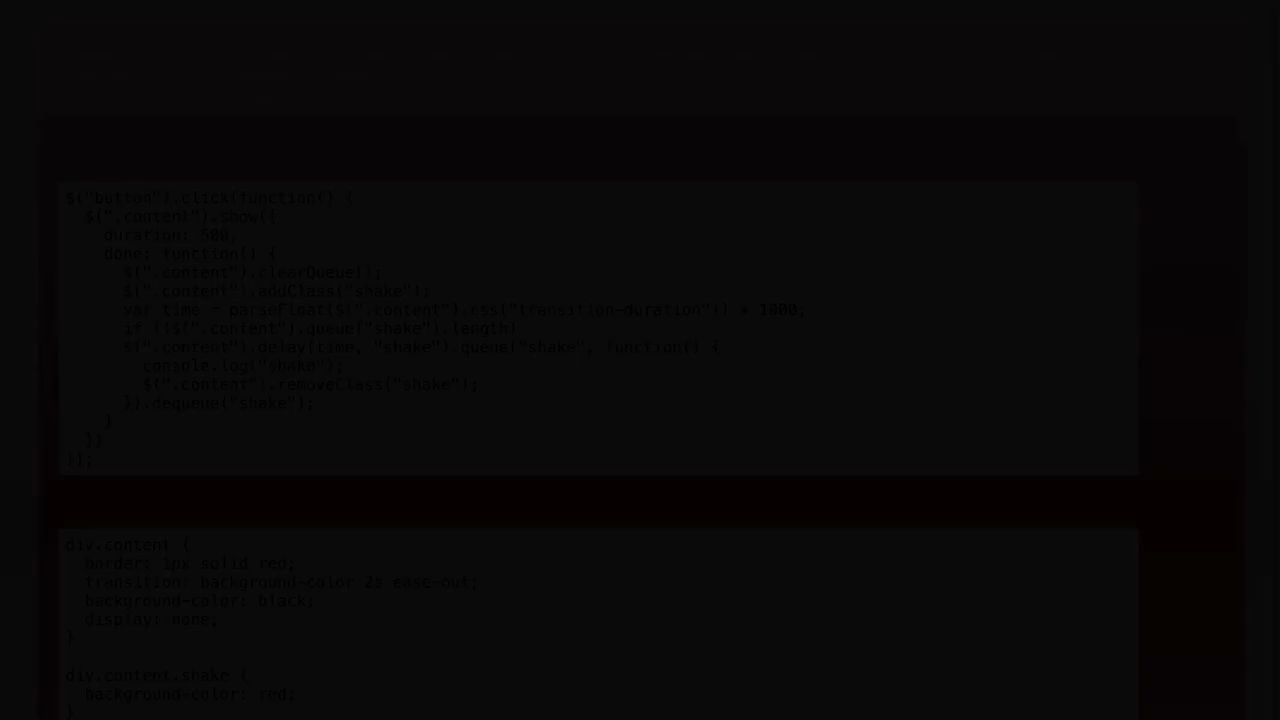 $("button").click(function() {
  $(".content").show({
    duration: 500,
    done: function() {
      $(".content").clearQueue();
      $(".content").addClass("shake");
      var time = parseFloat($(".content").css("transition-duration")) * 1000;
      if (!$(".content").queue("shake").length)
      $(".content").delay(time, "shake").queue("shake", function() {
        console.log("shake");
        $(".content").removeClass("shake");
      }).dequeue("shake");
    }
  })
});
div.content {
  border: 1px solid red;
  transition: background-color 2s ease-out;
  background-color: black;
  display: none;
}
div.content.shake {
  background-color: red;
}